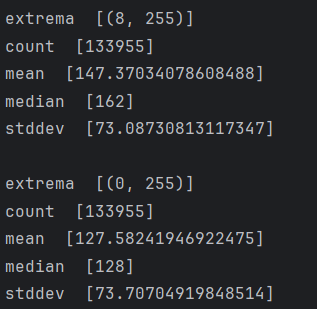 extrema  [(8, 255)]
count  [133955]
mean  [147.37034078608488]
median  [162]
stddev  [73.08730813117347]
extrema  [(0, 255)]
count  [133955]
mean  [127.58241946922475]
median  [128]
stddev  [73.70704919848514]